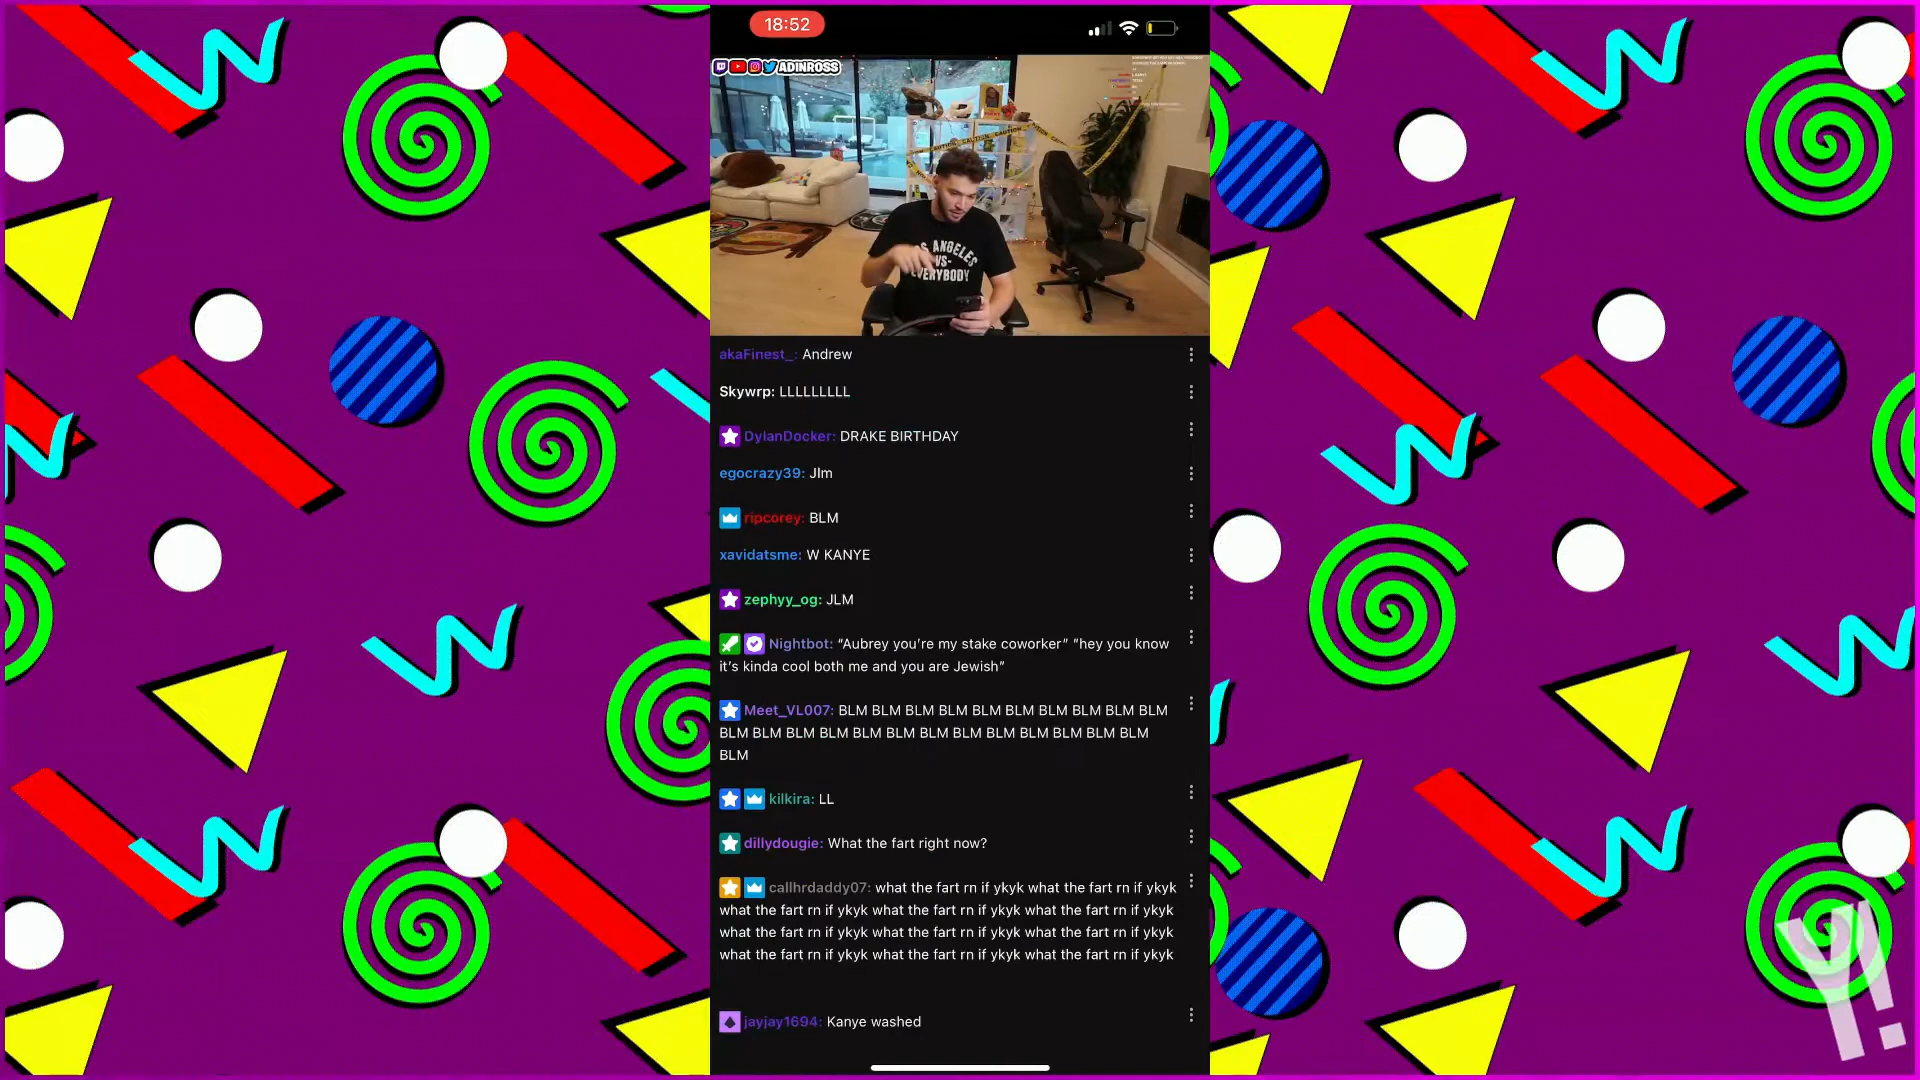 18:52
ADINROSS
CAUTION CAUTION
CAUTION
LOS ANGELES
-VS-
EVERYBODY
akaFinest_: Andrew
Skywrp: LLLLLLLLL
DylanDocker: DRAKE BIRTHDAY
egocrazy39: Jlm
ripcorey: BLM
xavidatsme: W KANYE
zephyy_og: JLM
Nightbot: “Aubrey you’re my stake coworker” “hey you know
it’s kinda cool both me and you are Jewish”
Meet_VL007: BLM BLM BLM BLM BLM BLM BLM BLM BLM BLM
BLM BLM BLM BLM BLM BLM BLM BLM BLM BLM BLM BLM BLM
BLM
kilkira: LL
dillydougie: What the fart right now?
callhrdaddy07: what the fart rn if ykyk what the fart rn if ykyk
what the fart rn if ykyk what the fart rn if ykyk what the fart rn if ykyk
what the fart rn if ykyk what the fart rn if ykyk what the fart rn if ykyk
what the fart rn if ykyk what the fart rn if ykyk what the fart rn if ykyk
jayjay1694: Kanye washed
Y!